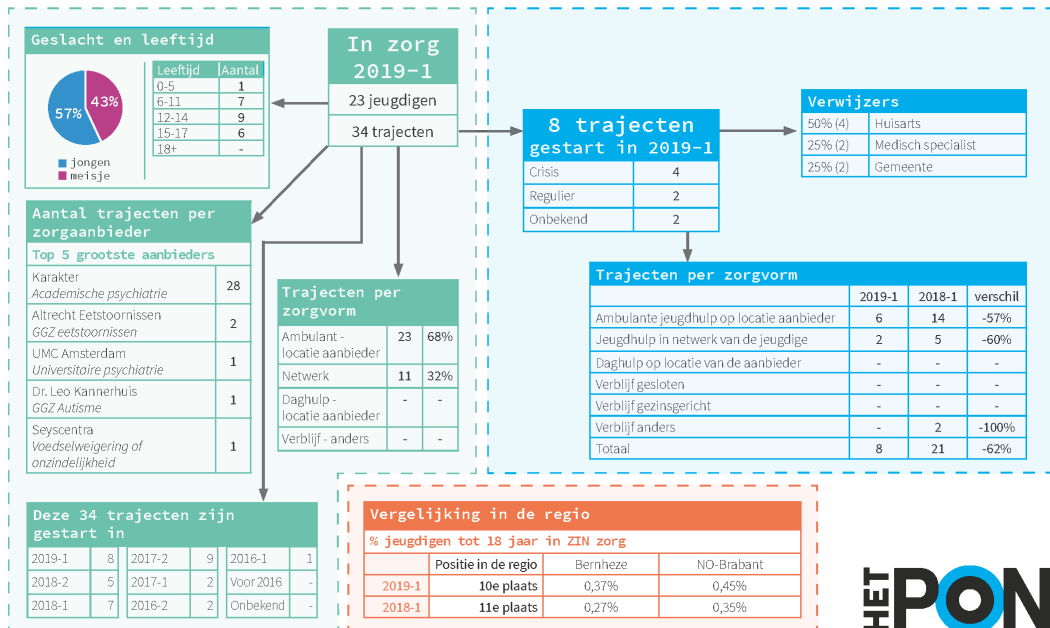 Geslacht en leeftijd
57%
43%
jongen
meisje
Leeftijd Aantal
0-5 1
6-11 7
12-14 9
15-17 6
18+ -
In zorg
2019-1
23 jeugdigen
34 trajecten
8 trajecten
gestart in 2019-1
Crisis 4
Regulier 2
Onbekend 2
Verwijzers
50% (4) Huisarts
25% (2) Medisch specialist
25% (2) Gemeente
Aantal trajecten per
zorgaanbieder
Top 5 grootste aanbieders
Karakter
Academische psychiatrie 28
Altrecht Eetstoornissen
GGZ eetstoornissen 2
UMC Amsterdam
Universitaire psychiatrie 1
Dr. Leo Kannerhuis
GGZ Autisme 1
Seyscentra
Voedselweigering of
onzindelijkheid 1
Trajecten per
zorgvorm
Ambulant -
locatie aanbieder 23 68%
Netwerk 11 32%
Daghulp -
locatie aanbieder - -
Verblijf - anders - -
Trajecten per zorgvorm
2019-1 2018-1 verschil
Ambulante jeugdhulp op locatie aanbieder 6 14 -57%
Jeugdhulp in netwerk van de jeugdige 2 5 -60%
Daghulp op locatie van de aanbieder - - -
Verblijf gesloten - - -
Verblijf gezinsgericht - - -
Verblijf anders - 2 -100%
Totaal 8 21 -62%
Deze 34 trajecten zijn
gestart in
2019-1 8 2017-2 9 2016-1 1
2018-2 5 2017-1 2 Voor 2016 -
2018-1 7 2016-2 2 Onbekend -
Vergelijking in de regio
% jeugdigen tot 18 jaar in ZIN zorg
Positie in de regio Bernheze NO-Brabant
2019-1 10e plaats 0,37% 0,45%
2018-1 11e plaats 0,27% 0,35%
HET PON